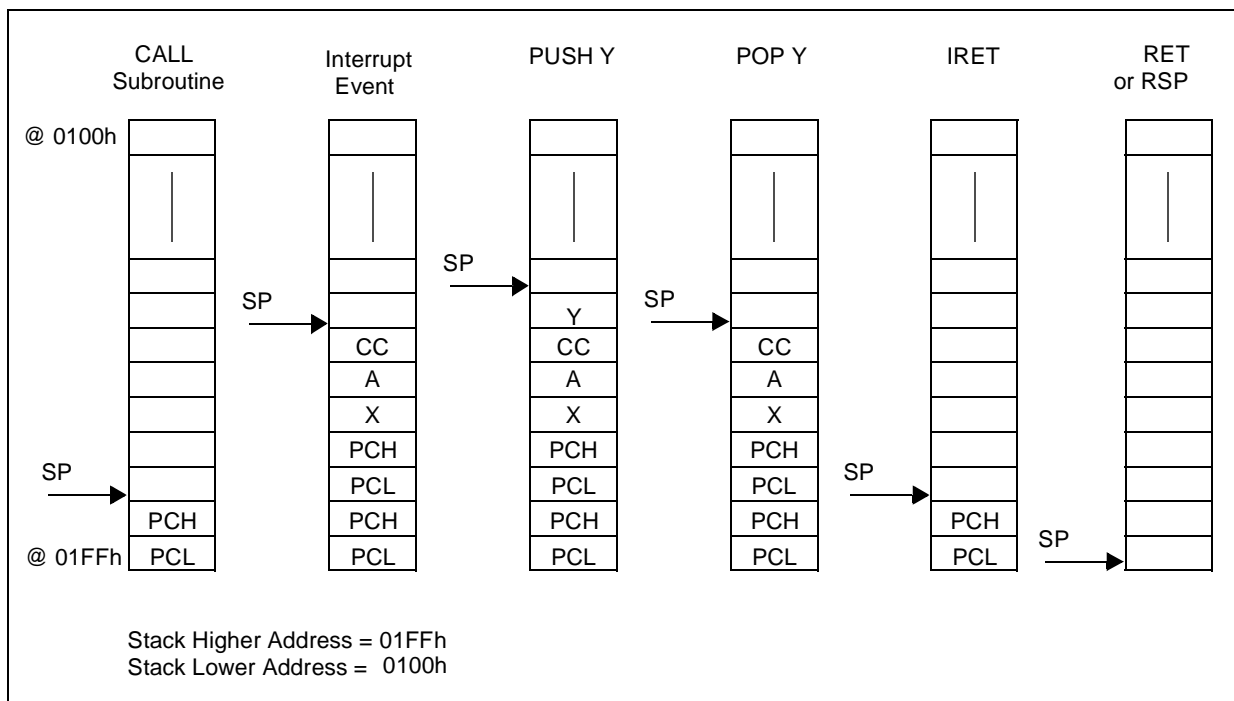 CALL
Subroutine
Interrupt
Event
PUSH Y
POP Y
IRET
RET
or RSP
@ 0100h
SP
SP
SP
Y
CC
CC
CC
A
A
A
X
X
X
PCH
PCH
PCH
SP
PCL
PCL
PCL
SP
PCH
PCH
PCH
PCH
PCH
@ 01FFh
PCL
PCL
PCL
PCL
PCL
SP
Stack Higher Address = 01FFh
Stack Lower Address = 0100h